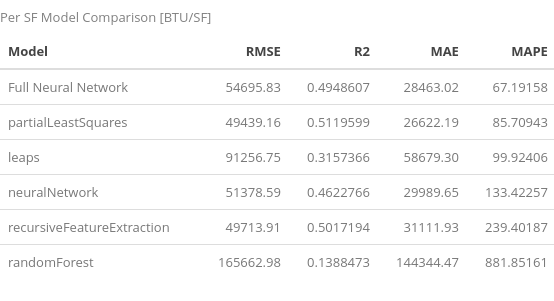 Per SF Model Comparison [BTU/SF]
Model RMSE R2 MAE MAPE
Full Neural Network 54695.83 0.4948607 28463.02 67.19158
partialLeastSquares 49439.16 0.5119599 26622.19 85.70943
leaps 91256.75 0.3157366 58679.30 99.92406
neuralNetwork 51378.59 0.4622766 29989.65 133.42257
recursiveFeatureExtraction 49713.91 0.5017194 31111.93 239.40187
randomForest 165662.98 0.1388473 144344.47 881.85161